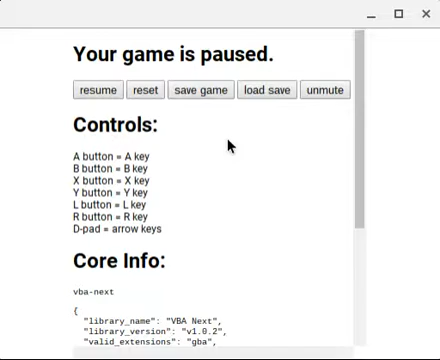 Your game is paused.
resume reset save game load save unmute
Controls:
A button = A key
B button = B key
X button = X key
Y button = Y key
L button = L key
R button = R key
D-pad = arrow keys
Core Info:
vba-next
{
"library_name": "VBA Next",
"library_version": "v1.0.2",
"valid_extensions": "gba",